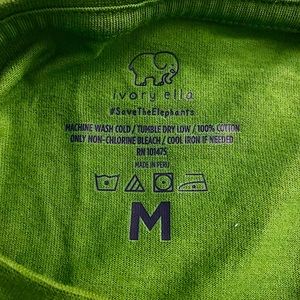 ivory ella
#SaveTheElephants
MACHINE WASH COLD / TUMBLE DRY LOW / 100% COTTON
ONLY NON-CHLORINE BLEACH / COOL IRON IF NEEDED
RN 101475
MADE IN PERU
M